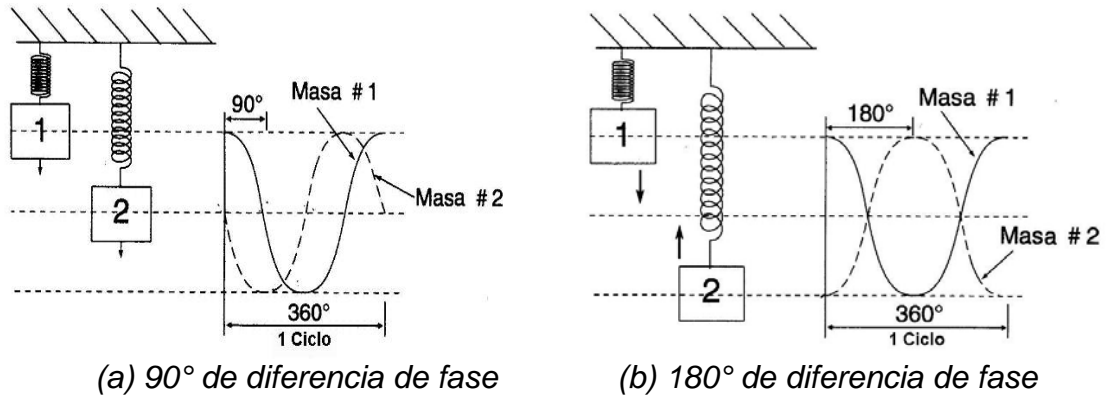 1
2
90°
Masa #1
Masa #2
360°
1 Ciclo
(a) 90° de diferencia de fase
1
2
180°
Masa #1
Masa #2
360°
1 Ciclo
(b) 180° de diferencia de fase